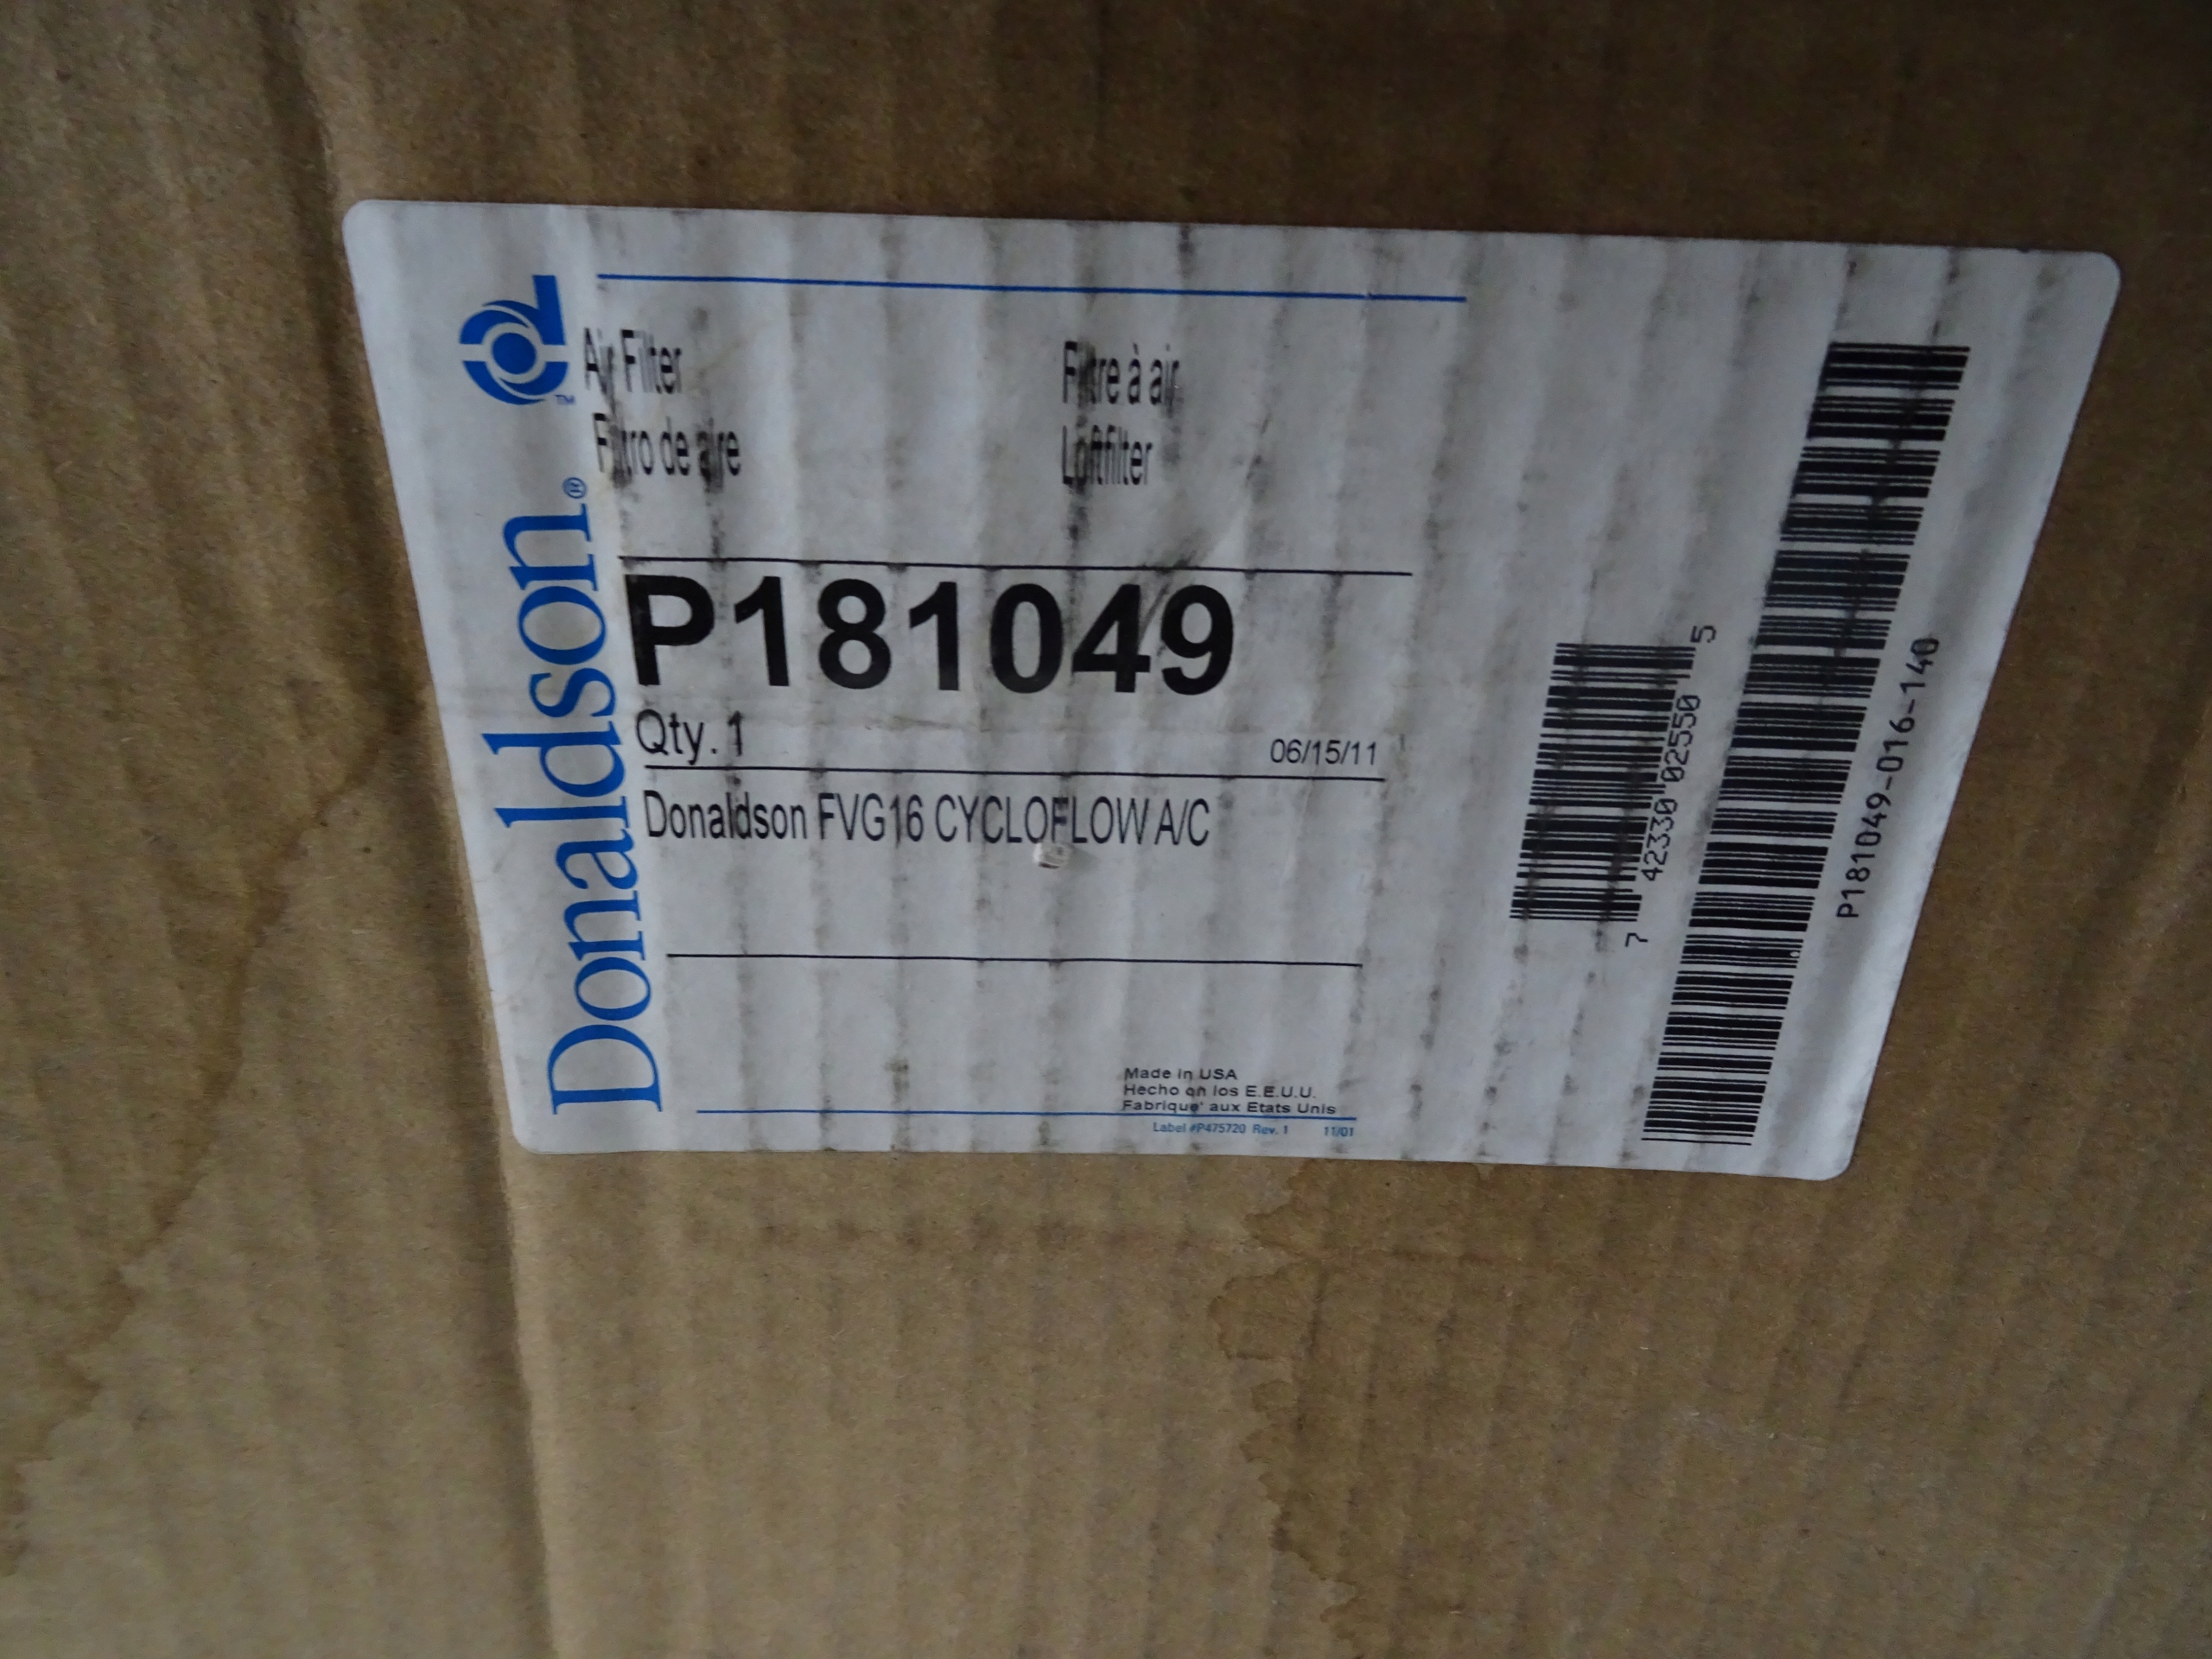 Donaldson®
™
Air Filter Filtre à air
Filtro de aire Loftfilter
P181049
Qty. 1 06/15/11
Donaldson FVG16 CYCLOFLOW A/C
Made in USA
Hecho en los E.E.U.U.
Fabrique' aux Etats Unis
Label #P475720 Rev. 1 11/01
7 42330 02550 5
P181049-016-140